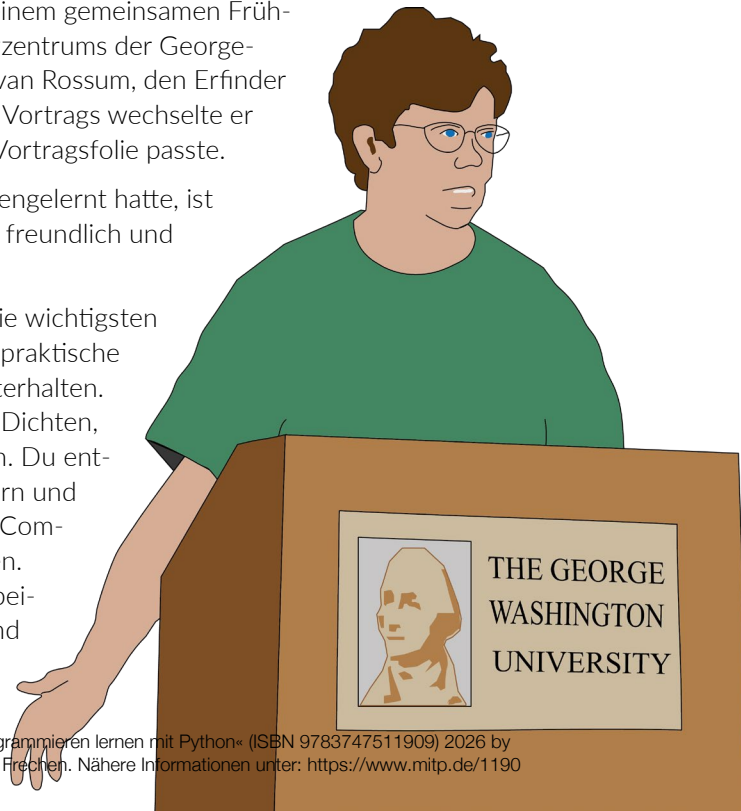 inem gemeinsamen Früh-
zentrums der George-
van Rossum, den Erfinder
Vortrags wechselte er
Vortragsfolie passte.
engelernt hatte, ist
freundlich und
ie wichtigsten
praktische
terhalten.
Dichten,
n. Du ent-
rn und
Com-
en.
bei-
nd
THE GEORGE
WASHINGTON
UNIVERSITY
grammieren lernen mit Python« (ISBN 9783747511909) 2026 by
Frechen. Nähere Informationen unter: https://www.mitp.de/1190